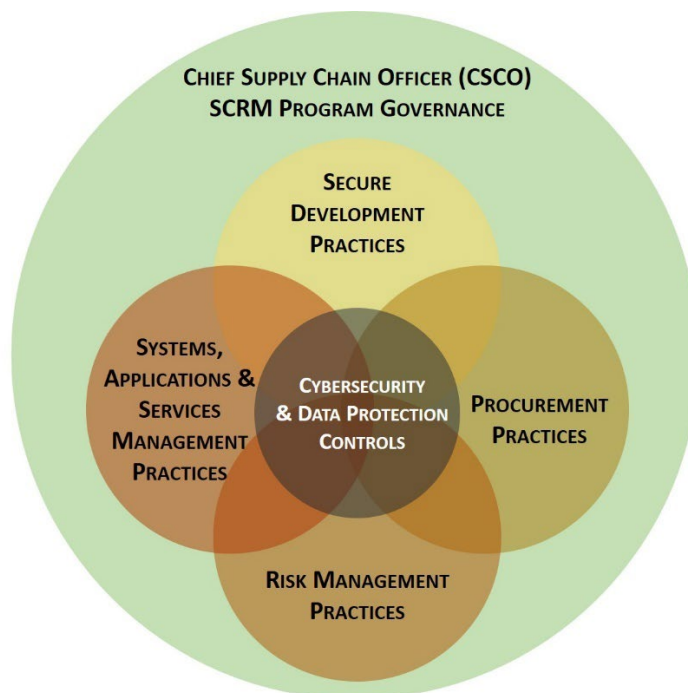 CHIEF SUPPLY CHAIN OFFICER (CSCO)
SCRM PROGRAM GOVERNANCE
SECURE
DEVELOPMENT
PRACTICES
SYSTEMS,
APPLICATIONS &
SERVICES
MANAGEMENT
PRACTICES
CYBERSECURITY
& DATA PROTECTION
CONTROLS
PROCUREMENT
PRACTICES
RISK MANAGEMENT
PRACTICES